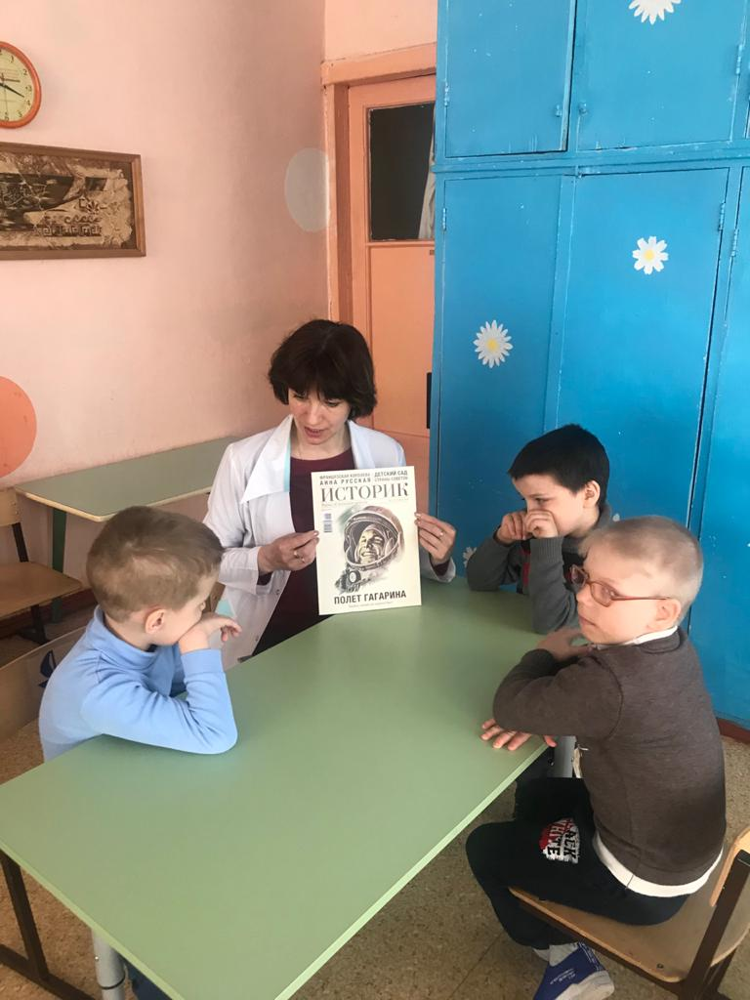 ФРАНЦУЗСКАЯ КОРОЛЕВА
АННА РУССКАЯ
ДЕТСКИЙ САД
СТРАНЫ СОВЕТОВ
ИСТОРИК
ПОЛЕТ ГАГАРИНА